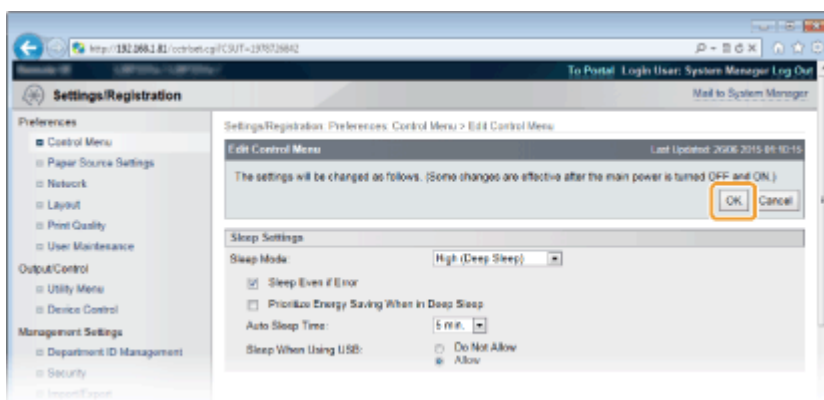 http://192.168.1.81/
To Portal Login User: System Manager Log Out
Settings/Registration
Mail to System Manager
Preferences
Control Menu
Paper Source Settings
Network
Layout
Print Quality
User Maintenance
Output/Control
Utility Menu
Device Control
Management Settings
Department ID Management
Security
Import/Export
Settings/Registration: Preferences: Control Menu > Edit Control Menu
Edit Control Menu
Last Updated:
The settings will be changed as follows. (Some changes are effective after the main power is turned OFF and ON.)
OK Cancel
Sleep Settings
Sleep Mode: High (Deep Sleep)
Sleep Even if Error
Prioritize Energy Saving When in Deep Sleep
Auto Sleep Time: 5 min.
Sleep When Using USB: Do Not Allow
Allow